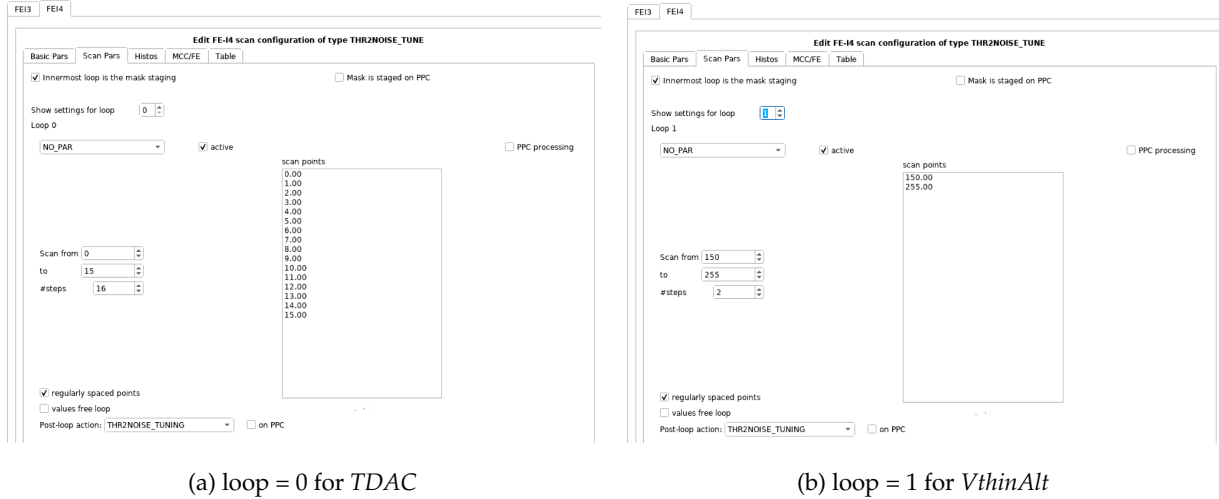 FEI3 FEI4
Edit FE-I4 scan configuration of type THR2NOISE_TUNE
Basic Pars Scan Pars Histos MCC/FE Table
Innermost loop is the mask staging Mask is staged on PPC
Show settings for loop 0
Loop 0
NO_PAR active PPC processing
scan points
0.00
1.00
2.00
3.00
4.00
5.00
6.00
7.00
8.00
9.00
10.00
11.00
12.00
13.00
14.00
15.00
Scan from 0
to 15
#steps 16
regularly spaced points
values free loop
Post-loop action: THR2NOISE_TUNING on PPC
(a) loop = 0 for TDAC
FEI3 FEI4
Edit FE-I4 scan configuration of type THR2NOISE_TUNE
Basic Pars Scan Pars Histos MCC/FE Table
Innermost loop is the mask staging Mask is staged on PPC
Show settings for loop 1
Loop 1
NO_PAR active PPC processing
scan points
150.00
255.00
Scan from 150
to 255
#steps 2
regularly spaced points
values free loop
Post-loop action: THR2NOISE_TUNING on PPC
(b) loop = 1 for VthinAlt